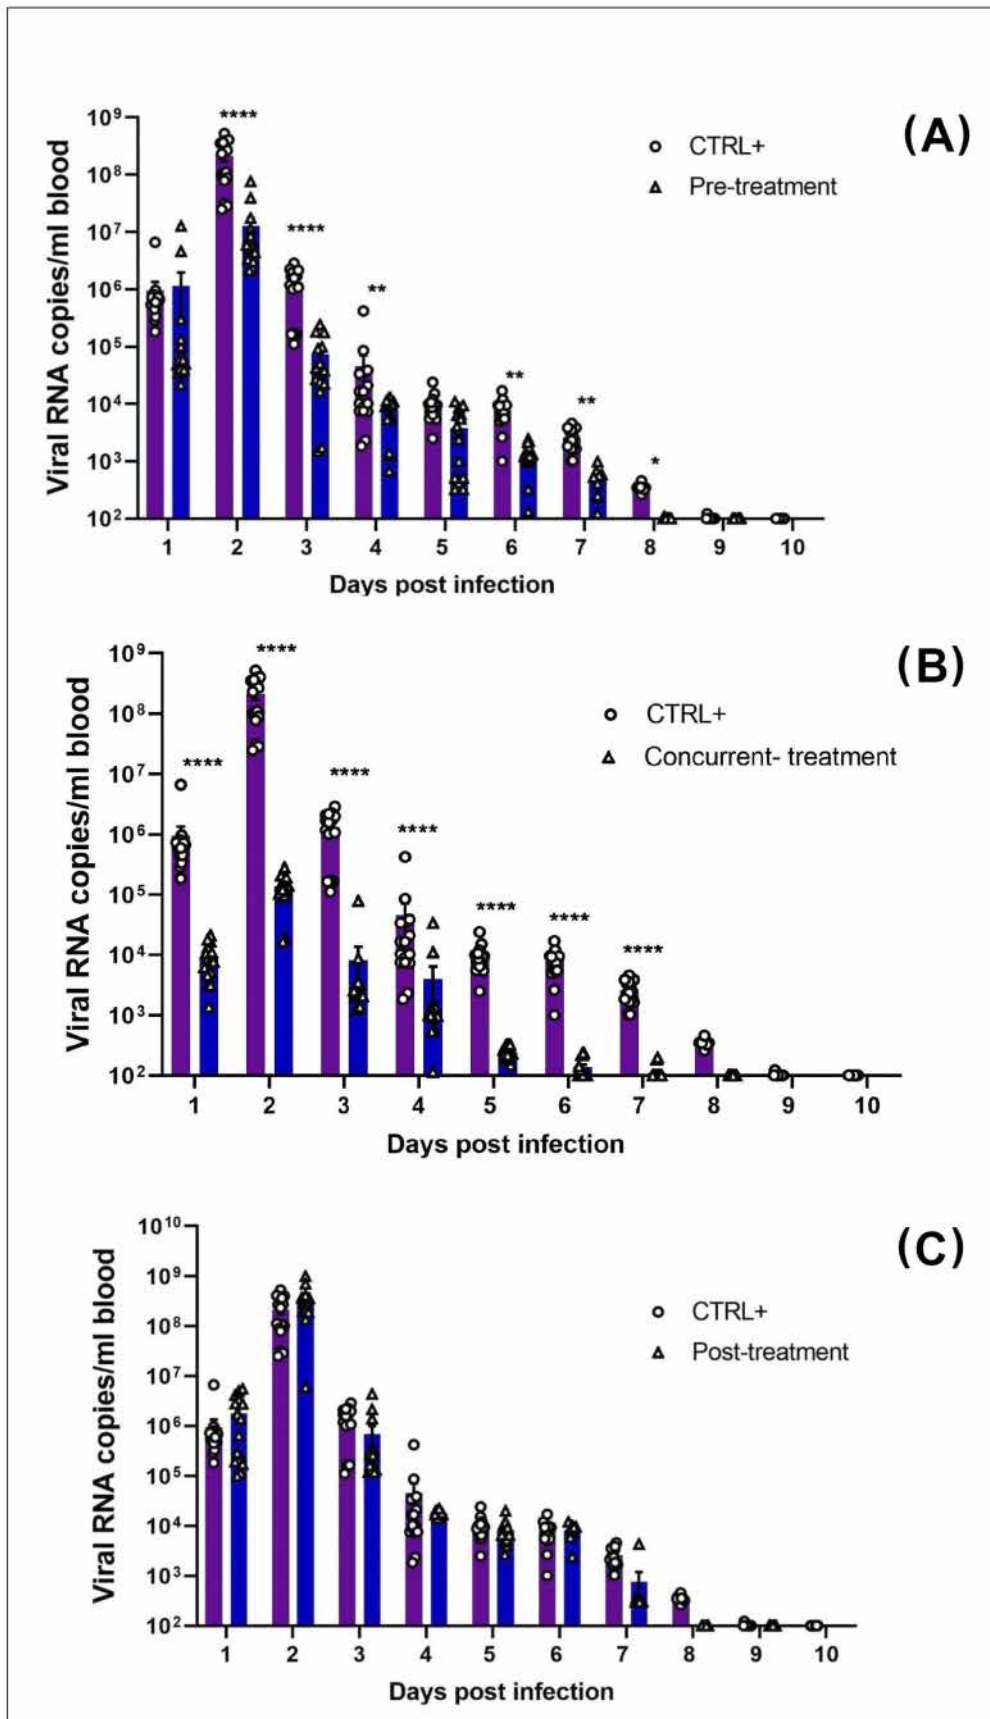 (A)
CTRL+
Pre-treatment
Viral RNA copies/ml blood
10⁹
10⁸
10⁷
10⁶
10⁵
10⁴
10³
10²
****
****
**
**
**
*
1 2 3 4 5 6 7 8 9 10
Days post infection
(B)
CTRL+
Concurrent- treatment
Viral RNA copies/ml blood
10⁹
10⁸
10⁷
10⁶
10⁵
10⁴
10³
10²
****
****
****
****
****
****
****
1 2 3 4 5 6 7 8 9 10
Days post infection
(C)
CTRL+
Post-treatment
Viral RNA copies/ml blood
10¹⁰
10⁹
10⁸
10⁷
10⁶
10⁵
10⁴
10³
10²
1 2 3 4 5 6 7 8 9 10
Days post infection